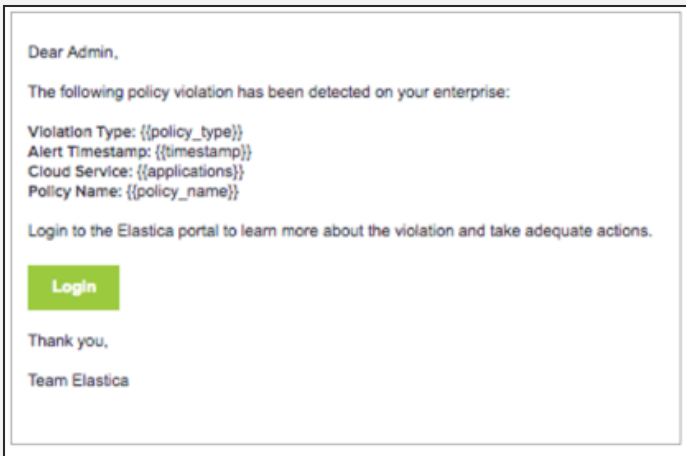 Dear Admin,
The following policy violation has been detected on your enterprise:
Violation Type: {{policy_type}}
Alert Timestamp: {{timestamp}}
Cloud Service: {{applications}}
Policy Name: {{policy_name}}
Login to the Elastica portal to learn more about the violation and take adequate actions.
Login
Thank you,
Team Elastica